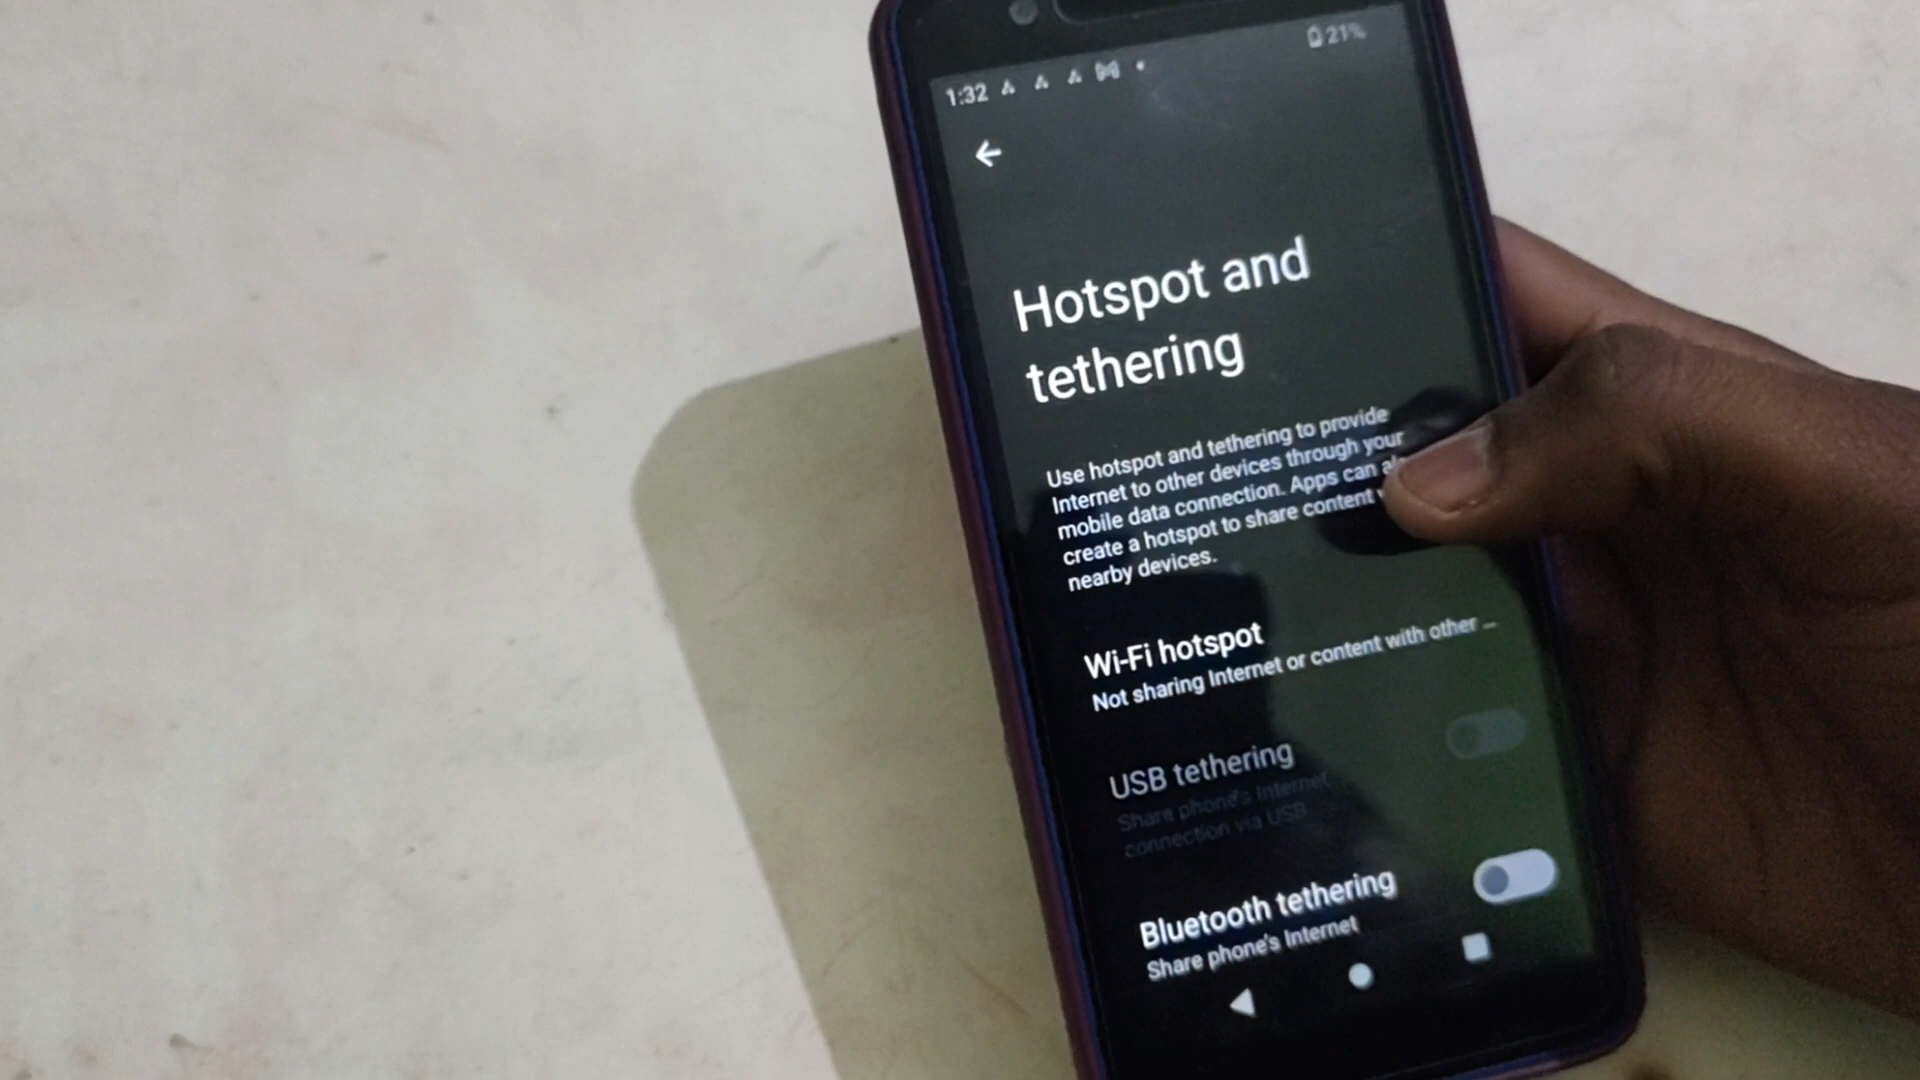 1:32
21%
Hotspot and
tethering
Use hotspot and tethering to provide
Internet to other devices through your
mobile data connection. Apps can
create a hotspot to share content
nearby devices.
Wi-Fi hotspot
Not sharing Internet or content with other ...
USB tethering
Share phone's Internet
connection via USB
Bluetooth tethering
Share phone's Internet